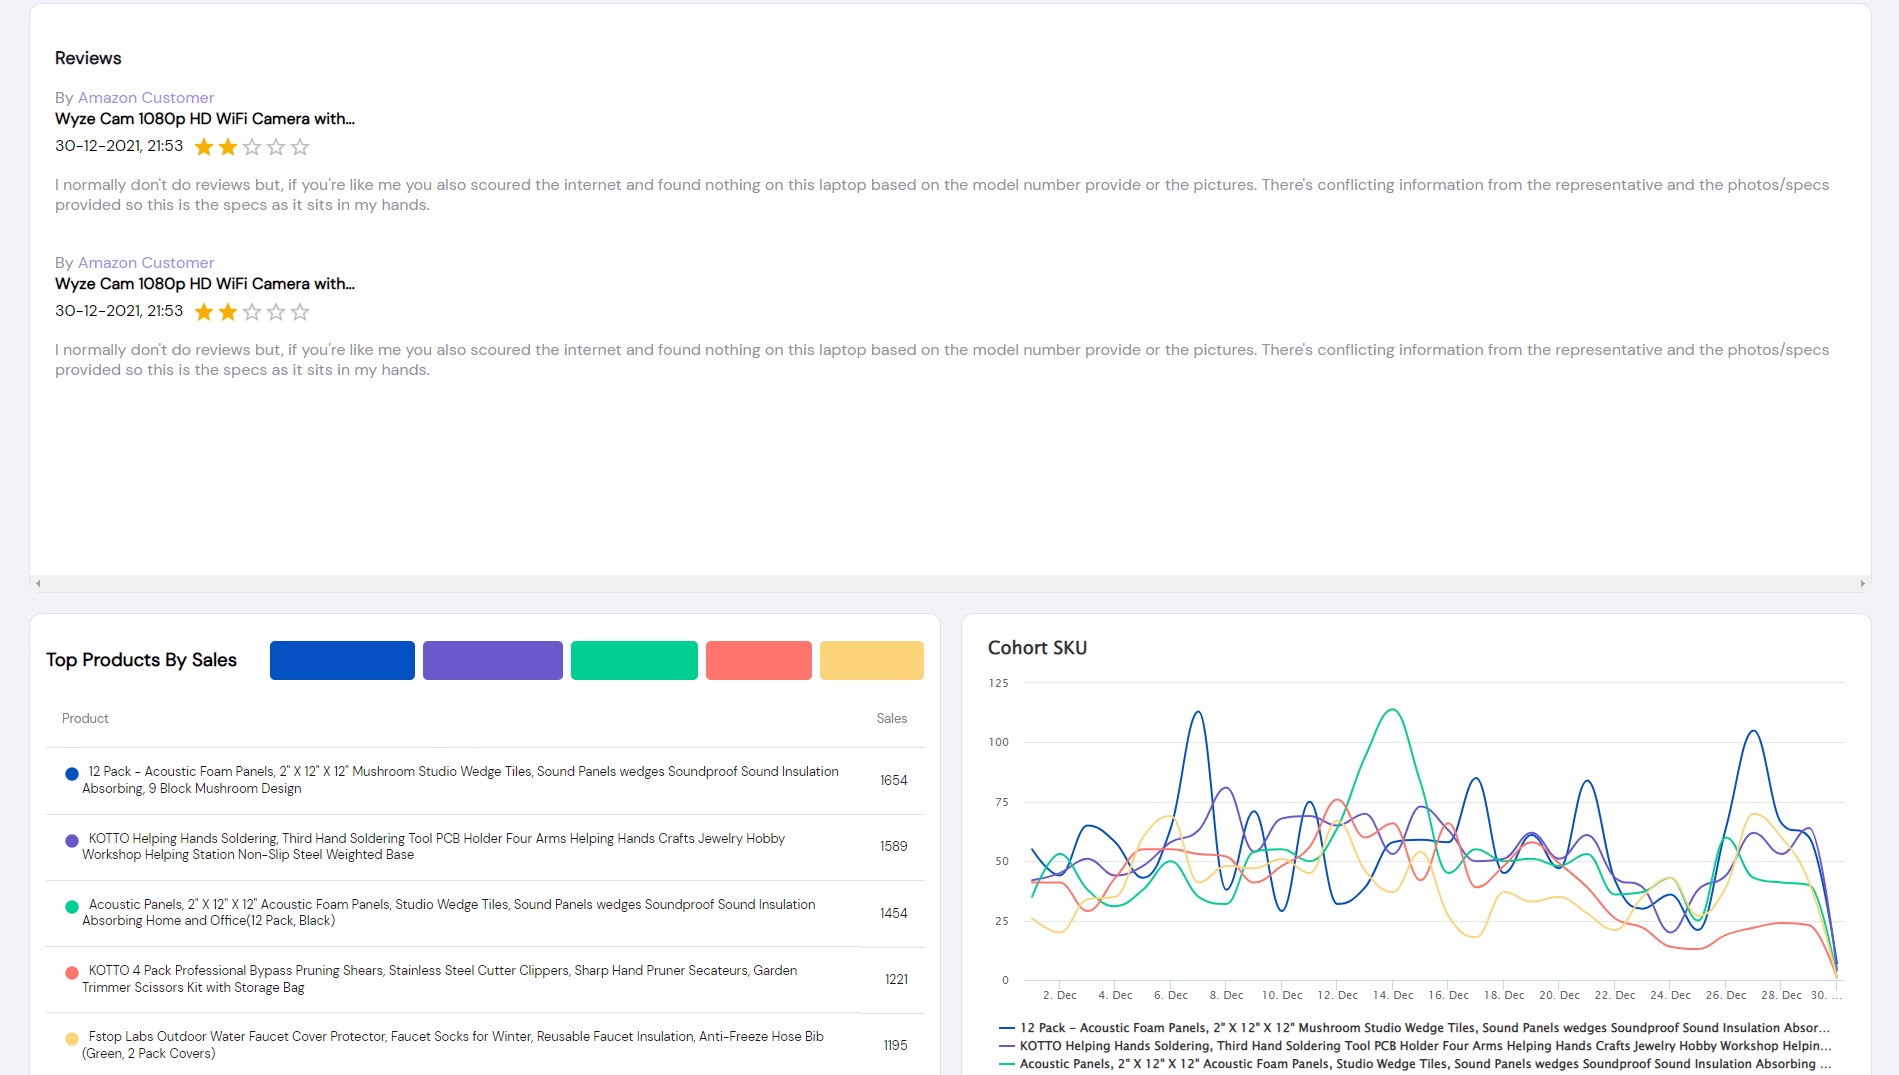 Reviews
By Amazon Customer
Wyze Cam 1080p HD WiFi Camera with...
30-12-2021, 21:53
I normally don't do reviews but, if you're like me you also scoured the internet and found nothing on this laptop based on the model number provide or the pictures. There's conflicting information from the representative and the photos/specs
provided so this is the specs as it sits in my hands.
By Amazon Customer
Wyze Cam 1080p HD WiFi Camera with...
30-12-2021, 21:53
I normally don't do reviews but, if you're like me you also scoured the internet and found nothing on this laptop based on the model number provide or the pictures. There's conflicting information from the representative and the photos/specs
provided so this is the specs as it sits in my hands.
Top Products By Sales
Product Sales
12 Pack - Acoustic Foam Panels, 2" X 12" X 12" Mushroom Studio Wedge Tiles, Sound Panels wedges Soundproof Sound Insulation
Absorbing, 9 Block Mushroom Design
1654
KOTTO Helping Hands Soldering, Third Hand Soldering Tool PCB Holder Four Arms Helping Hands Crafts Jewelry Hobby
Workshop Helping Station Non-Slip Steel Weighted Base
1589
Acoustic Panels, 2" X 12" X 12" Acoustic Foam Panels, Studio Wedge Tiles, Sound Panels wedges Soundproof Sound Insulation
Absorbing Home and Office(12 Pack, Black)
1454
KOTTO 4 Pack Professional Bypass Pruning Shears, Stainless Steel Cutter Clippers, Sharp Hand Pruner Secateurs, Garden
Trimmer Scissors Kit with Storage Bag
1221
Fstop Labs Outdoor Water Faucet Cover Protector, Faucet Socks for Winter, Reusable Faucet Insulation, Anti-Freeze Hose Bib
(Green, 2 Pack Covers)
1195
Cohort SKU
125
100
75
50
25
0
2. Dec 4. Dec 6. Dec 8. Dec 10. Dec 12. Dec 14. Dec 16. Dec 18. Dec 20. Dec 22. Dec 24. Dec 26. Dec 28. Dec 30. ...
12 Pack - Acoustic Foam Panels, 2" X 12" X 12" Mushroom Studio Wedge Tiles, Sound Panels wedges Soundproof Sound Insulation Absor...
KOTTO Helping Hands Soldering, Third Hand Soldering Tool PCB Holder Four Arms Helping Hands Crafts Jewelry Hobby Workshop Helpin...
Acoustic Panels, 2" X 12" X 12" Acoustic Foam Panels, Studio Wedge Tiles, Sound Panels wedges Soundproof Sound Insulation Absorbing ...